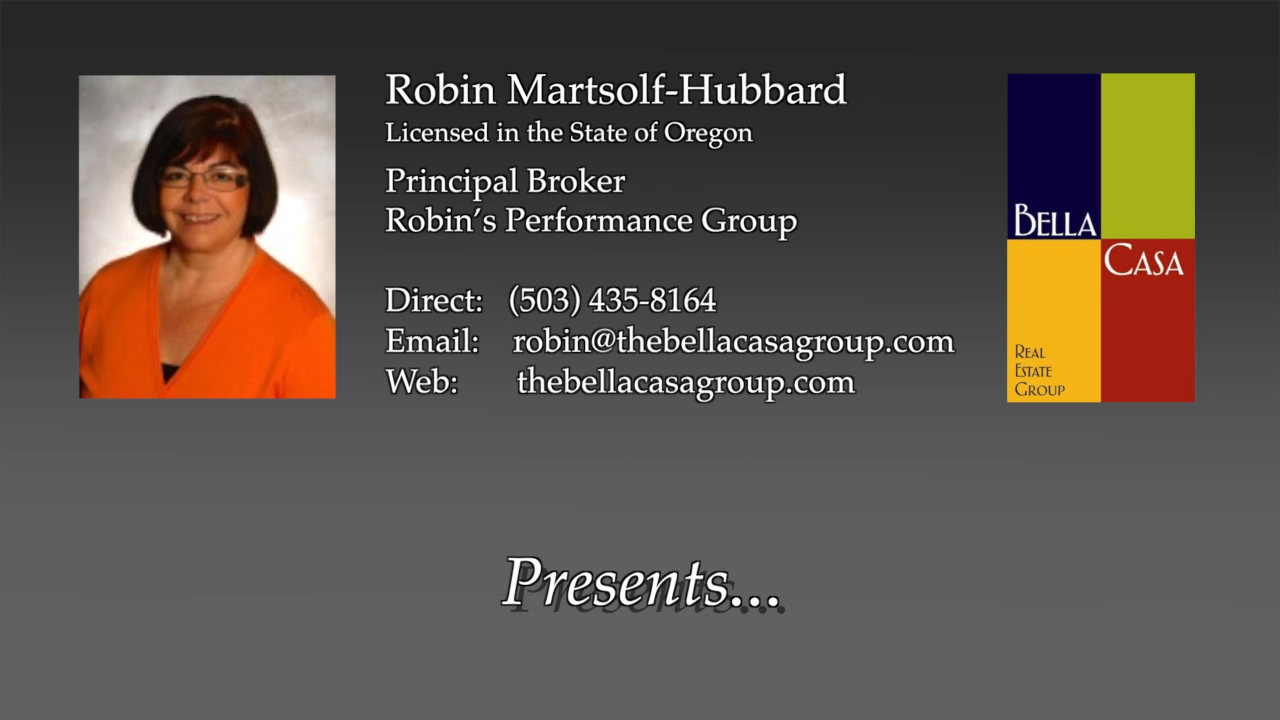 Robin Martsolf-Hubbard
Licensed in the State of Oregon
Principal Broker
Robin's Performance Group
Direct: (503) 435-8164
Email: robin@thebellacasagroup.com
Web: thebellacasagroup.com
BELLA
CASA
REAL
ESTATE
GROUP
Presents...